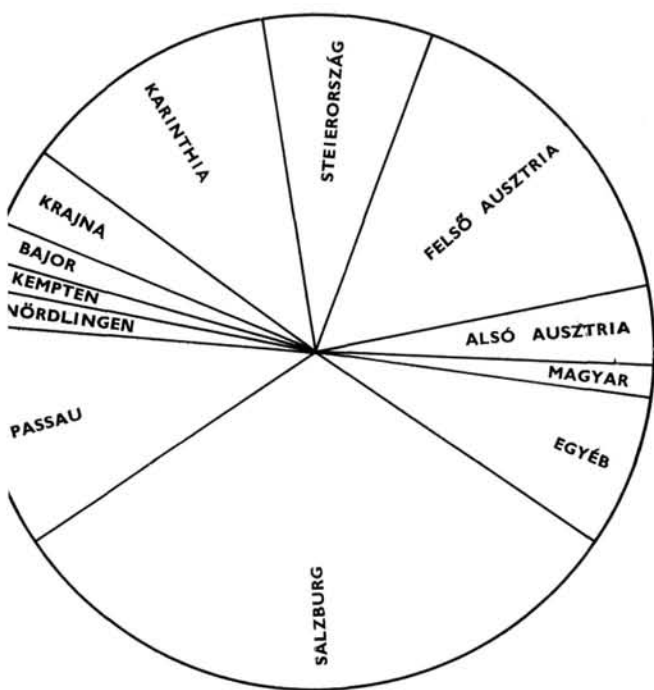 STEIERORSZÁG
FELSŐ AUSZTRIA
ALSÓ AUSZTRIA
MAGYAR
EGYÉB
SALZBURG
PASSAU
NÖRDLINGEN
KEMPTEN
BAJOR
KRAJNA
KARINTHIA